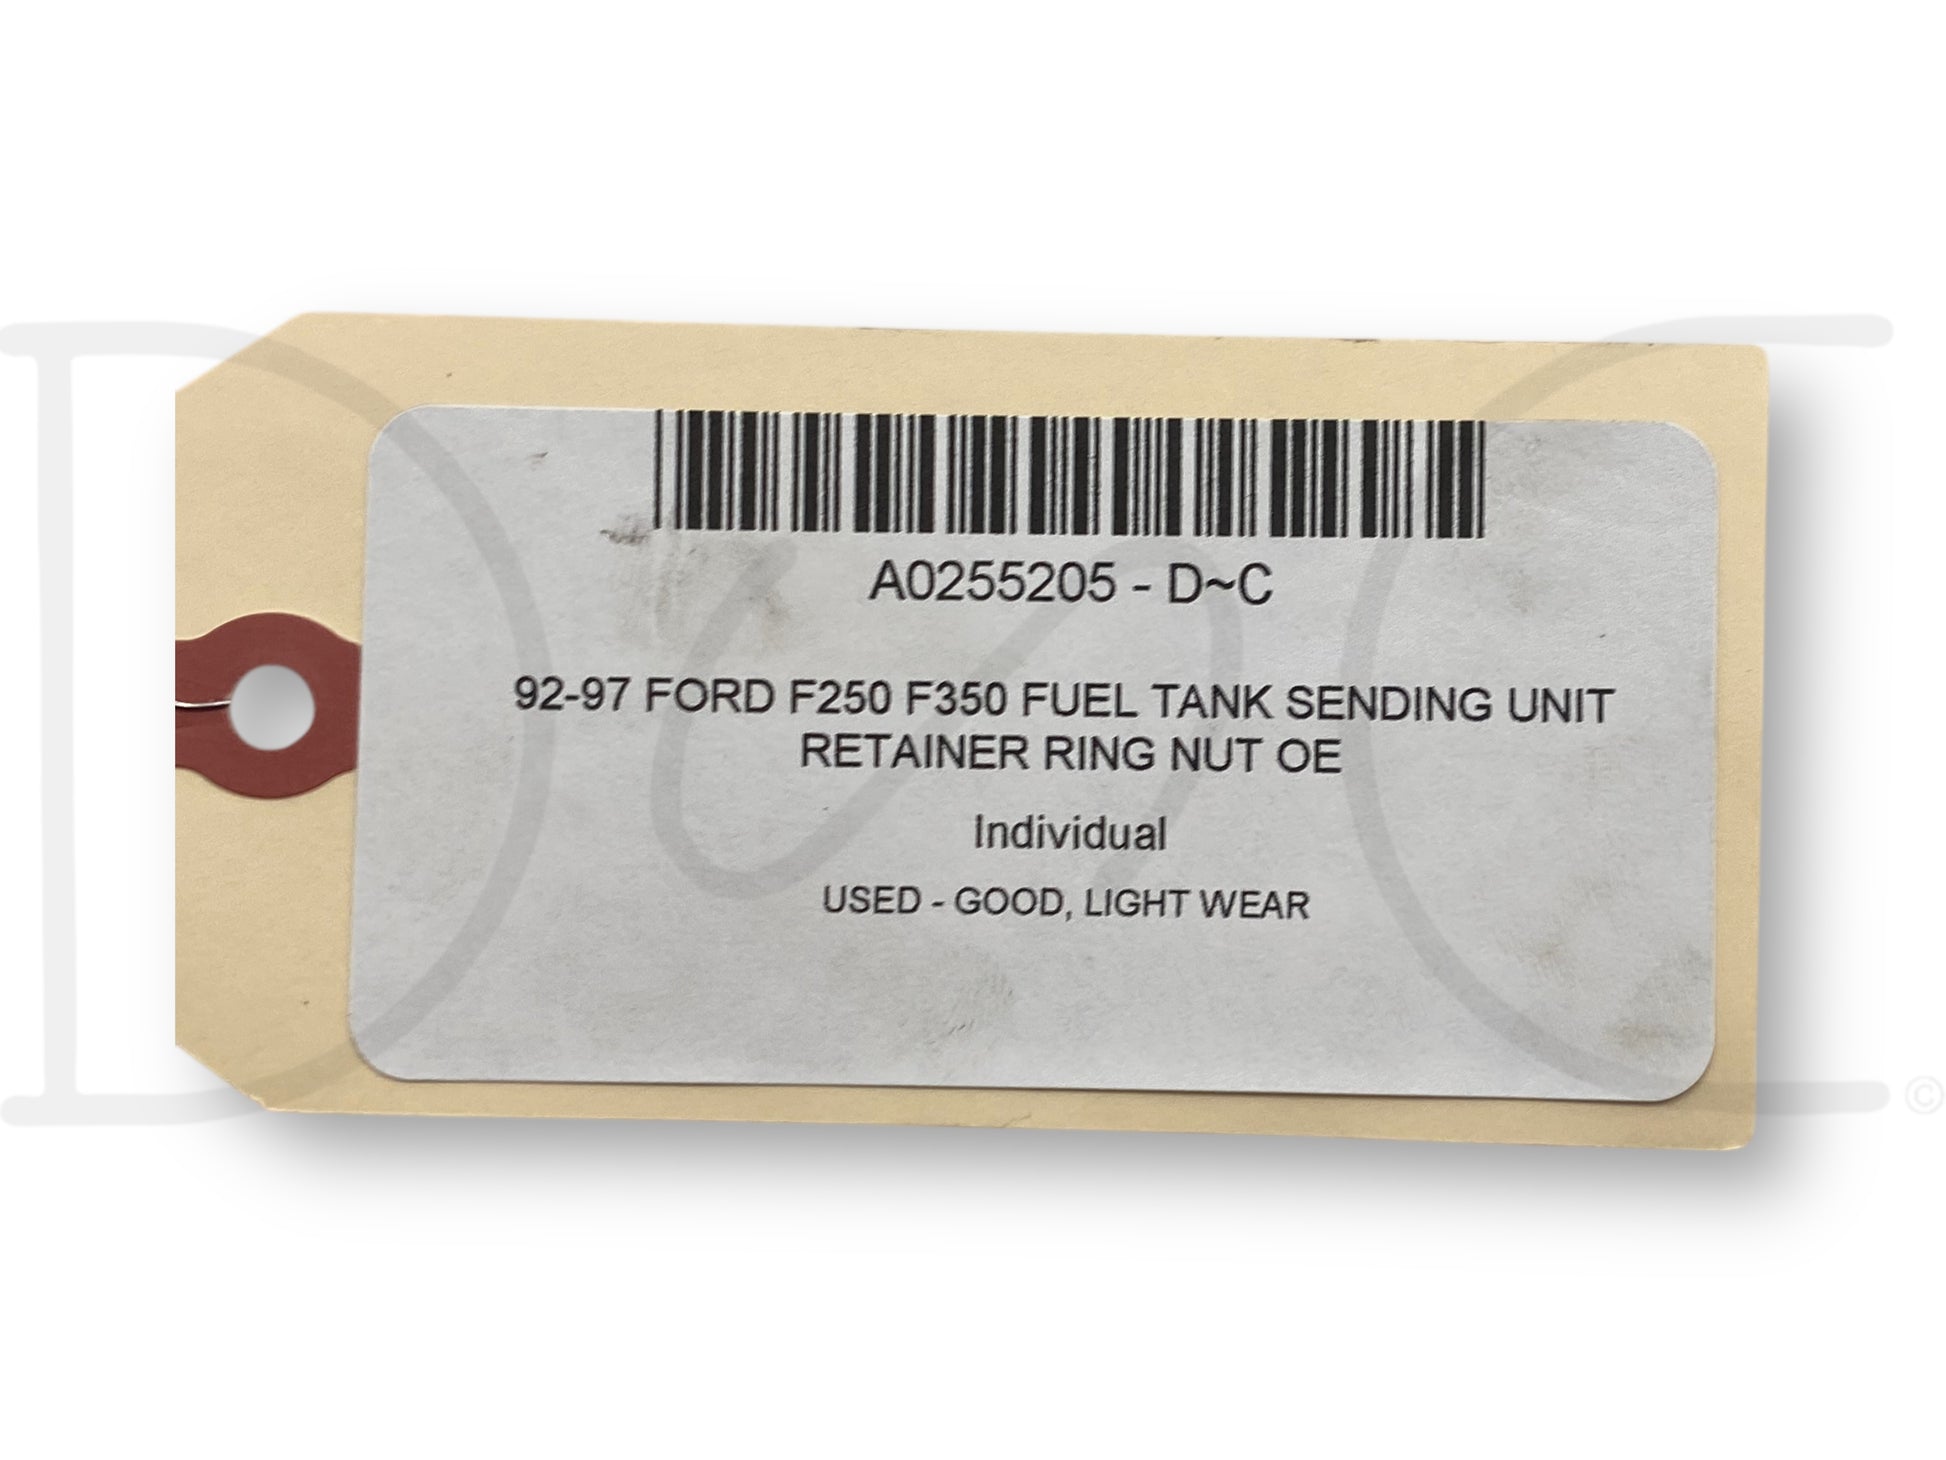 A0255205 - D~C
92-97 FORD F250 F350 FUEL TANK SENDING UNIT
RETAINER RING NUT OE
Individual
USED - GOOD, LIGHT WEAR
D~C
©